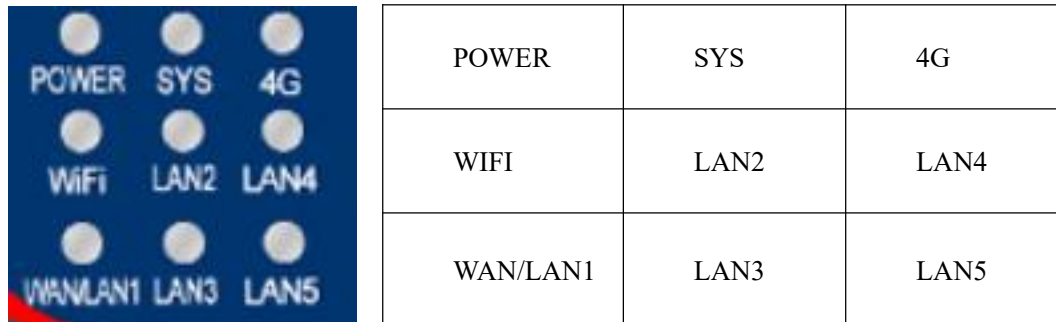 POWER SYS 4G
WiFi LAN2 LAN4
WAN/LAN1 LAN3 LAN5
POWER SYS 4G
WIFI LAN2 LAN4
WAN/LAN1 LAN3 LAN5